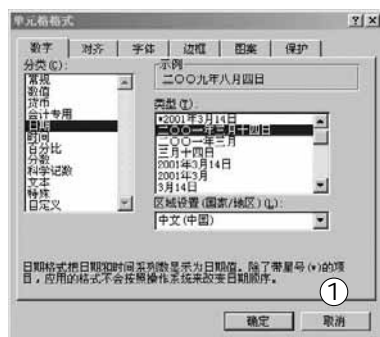 单元格格式
数字 对齐 字体 边框 图案 保护
分类(C):
常规
数值
货币
会计专用
日期
时间
百分比
分数
科学记数
文本
特殊
自定义
示例
二〇〇九年八月四日
类型(T):
*2001年3月14日
二〇〇一年三月十四日
二〇〇一年三月
三月十四日
2001年3月14日
2001年3月
3月14日
区域设置(国家/地区)(L):
中文(中国)
日期格式把日期和时间系列数显示为日期值。除了带星号(*)的项
目，应用的格式不会按照操作系统来改变日期顺序。
1
确定 取消